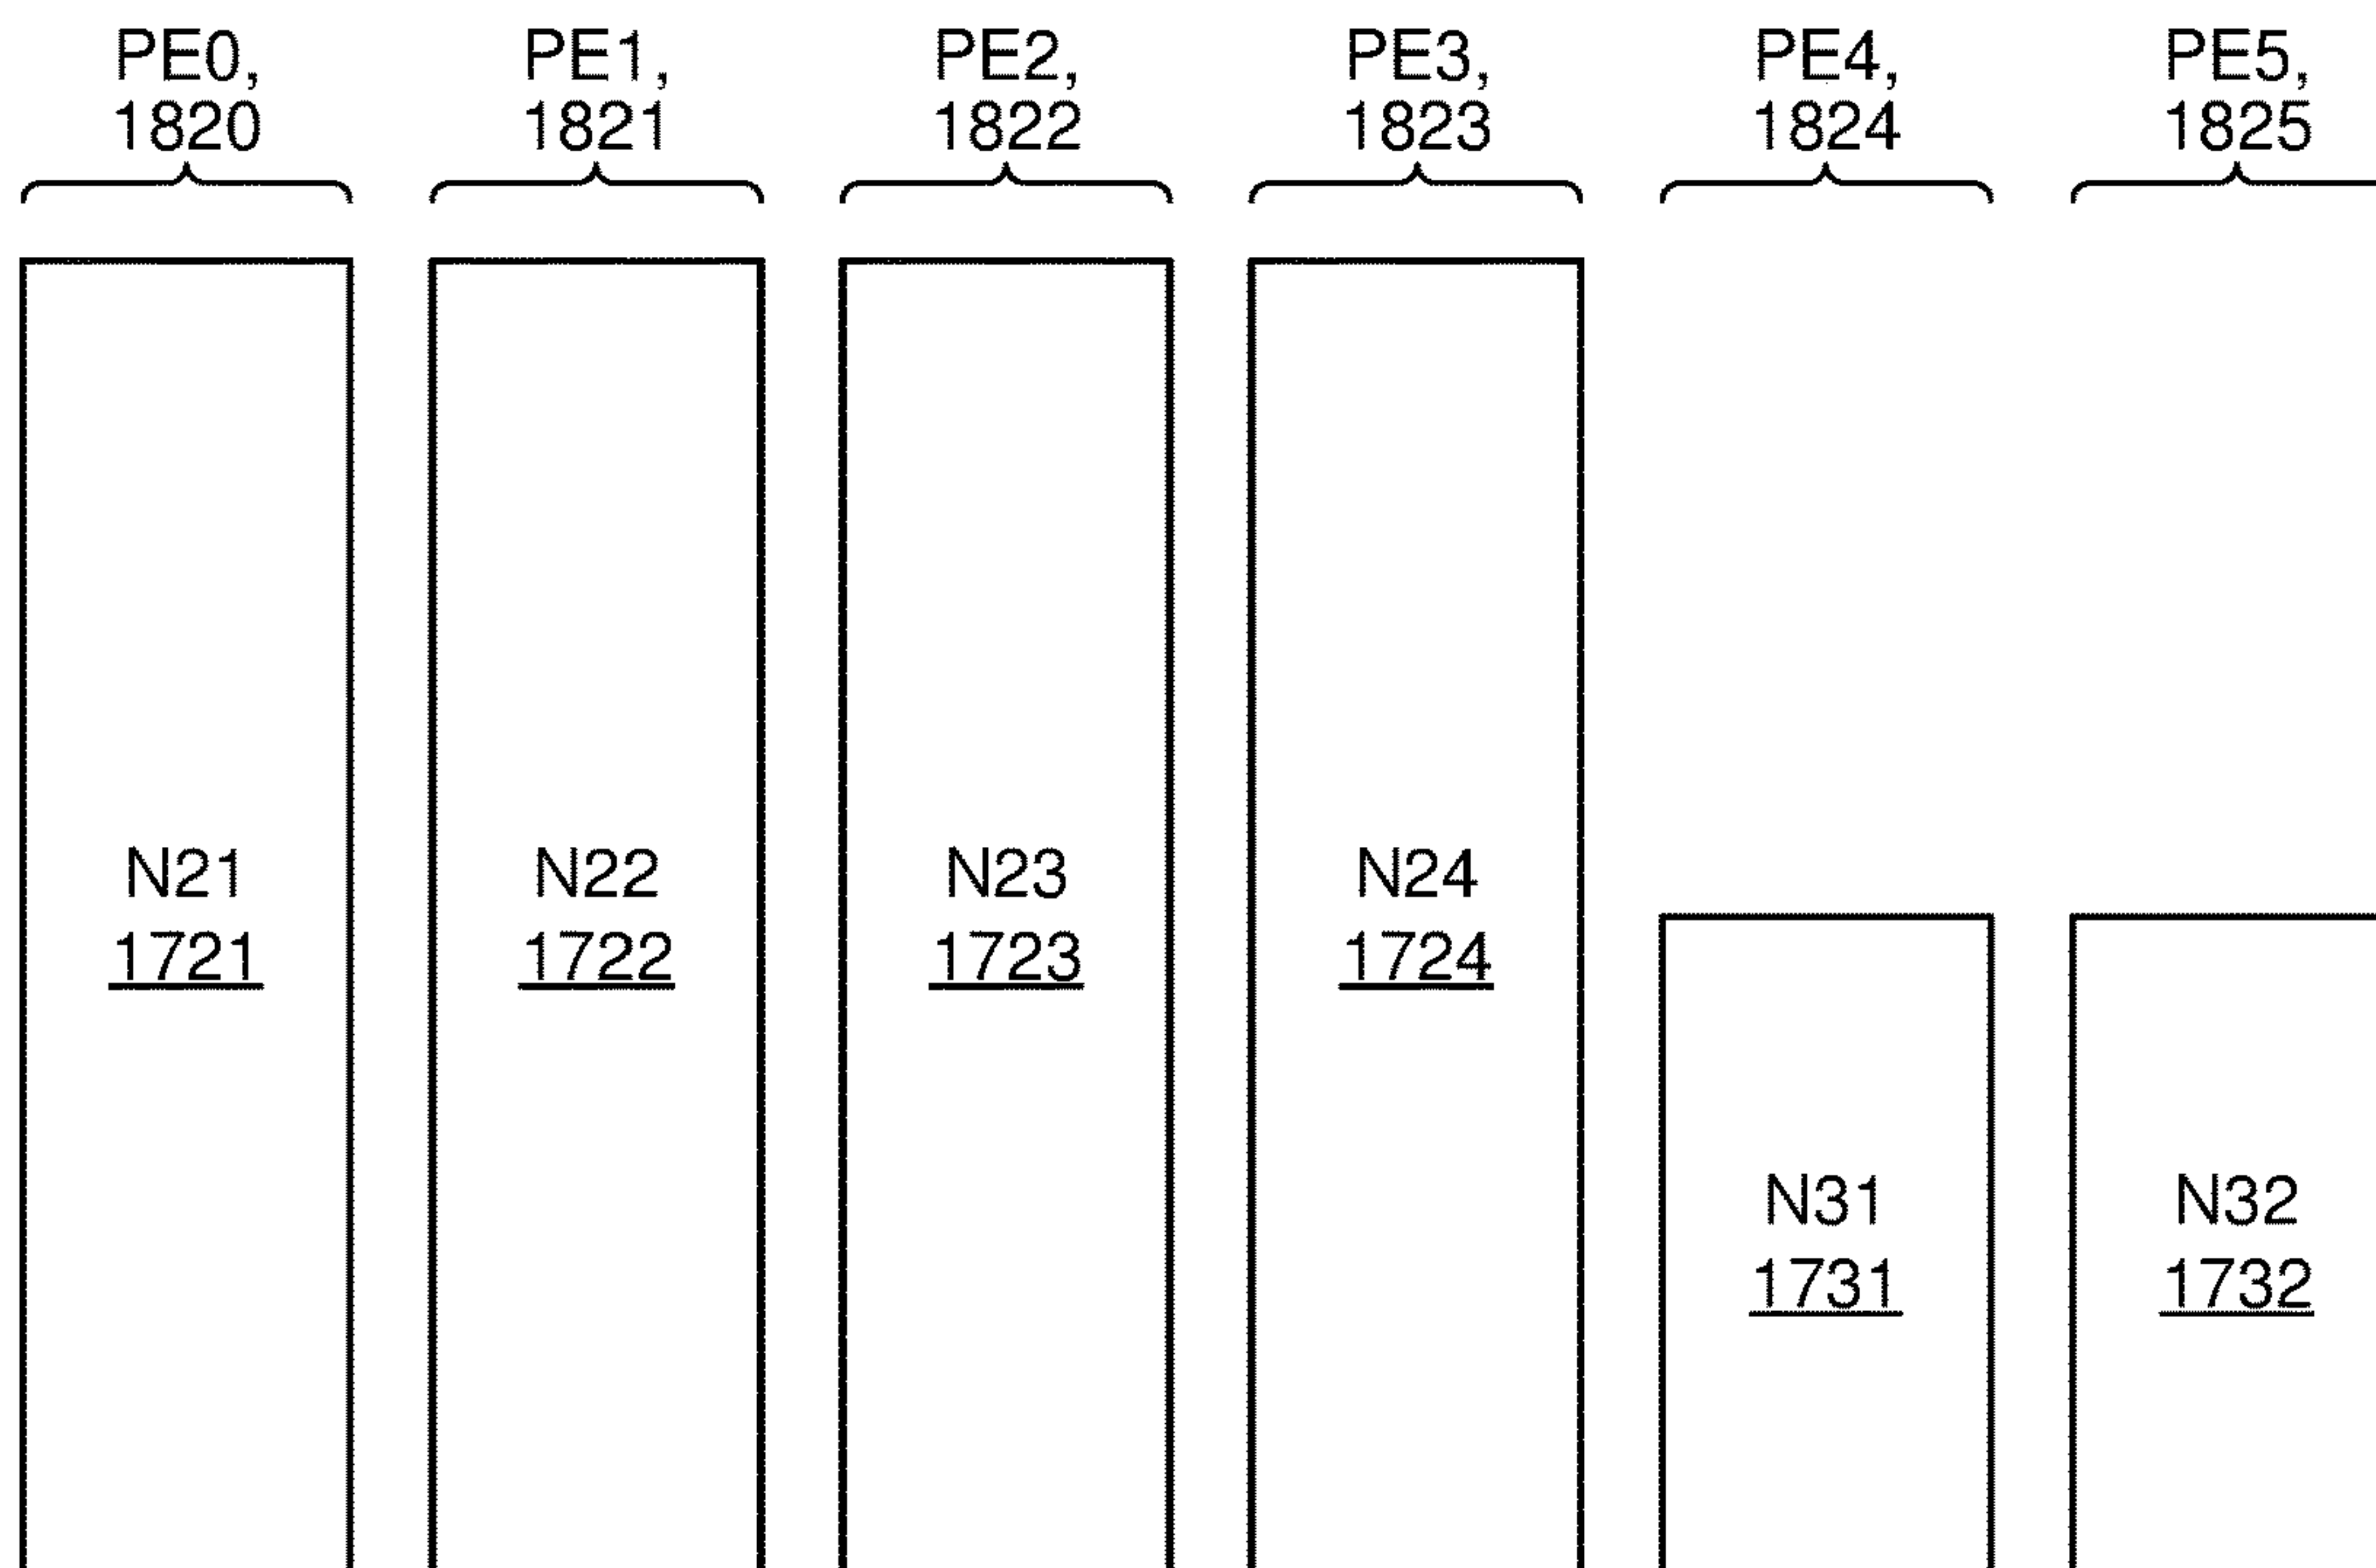 PE0,
1820
PE1,
1821
PE2,
1822
PE3,
1823
PE4,
1824
PE5,
1825
N21
1721
N22
1722
N23
1723
N24
1724
N31
1731
N32
1732